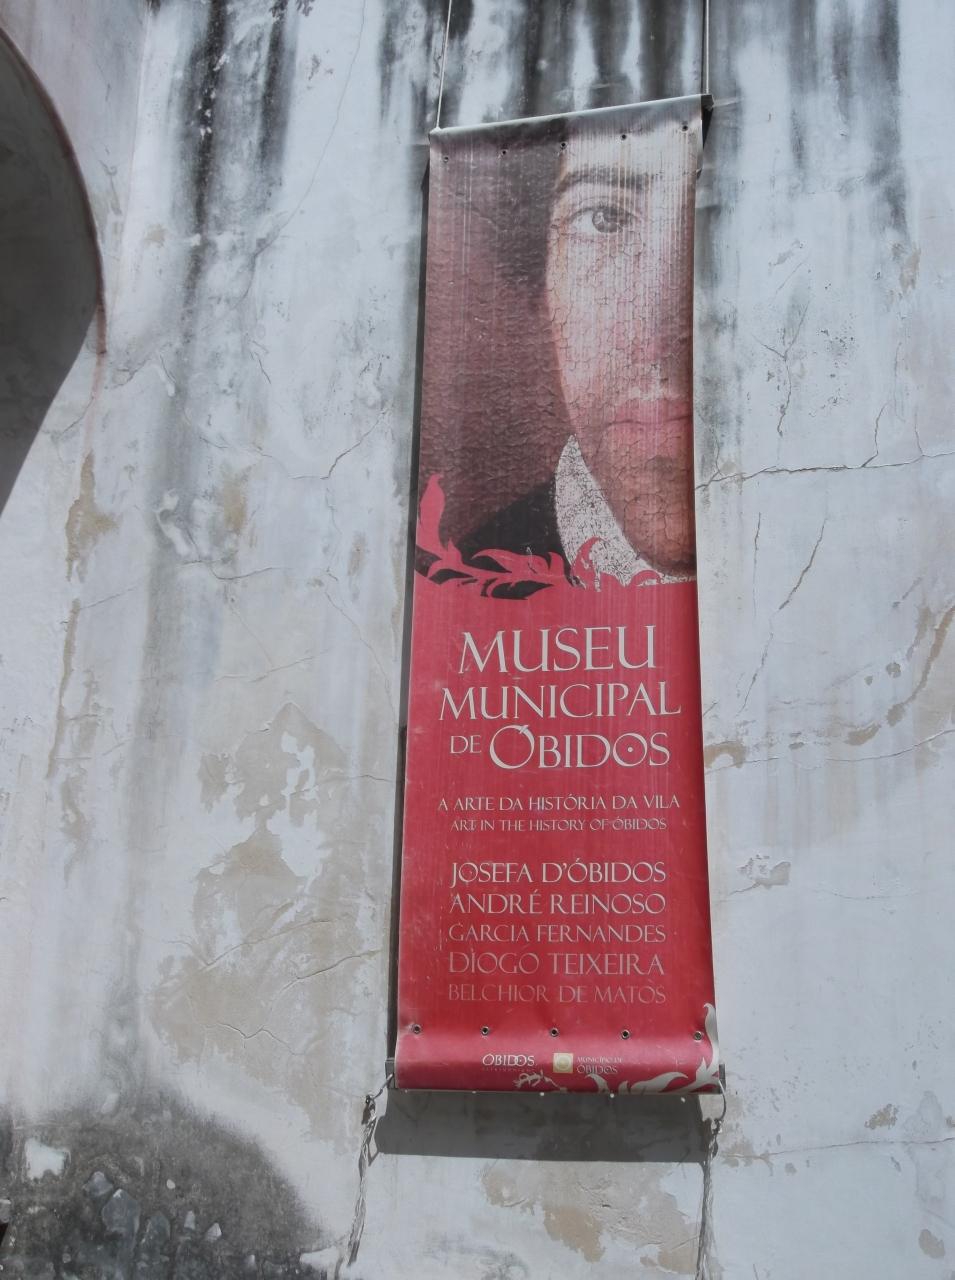 MUSEU
MUNICIPAL
DE ÓBIDOS
A ARTE DA HISTÓRIA DA VILA
ART IN THE HISTORY OF ÓBIDOS
JOSEFA D'ÓBIDOS
ANDRÉ REINOSO
GARCIA FERNANDES
DIOGO TEIXEIRA
BELCHIOR DE MATOS
ÓBIDOS
MUNICÍPIO DE
ÓBIDOS